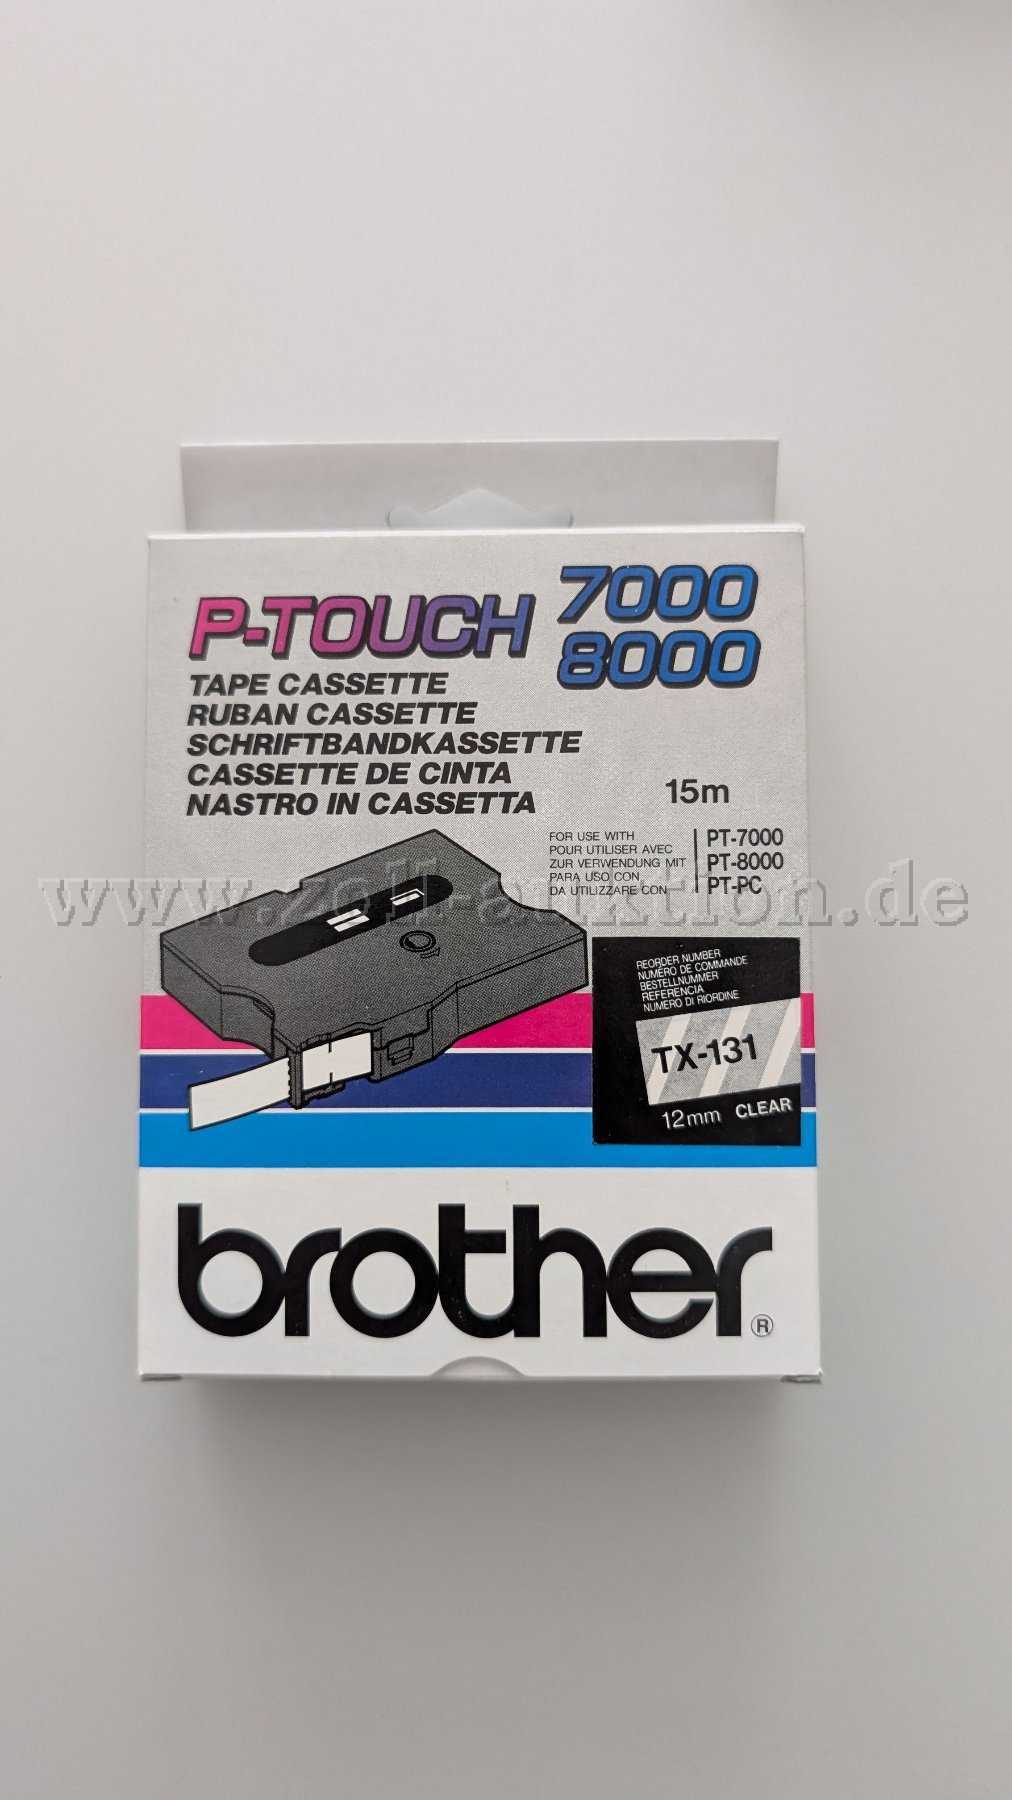 P-TOUCH 7000
8000
TAPE CASSETTE
RUBAN CASSETTE
SCHRIFTBANDKASSETTE
CASSETTE DE CINTA
NASTRO IN CASSETTA
15m
FOR USE WITH
POUR UTILISER AVEC
ZUR VERWENDUNG MIT
PARA USO CON
DA UTILIZZARE CON
PT-7000
PT-8000
PT-PC
www.zoll-auktion.de
REORDER NUMBER
NUMÉRO DE COMMANDE
BESTELLNUMMER
REFERENCIA
NUMERO DI RIORDINE
TX-131
12mm CLEAR
brother®